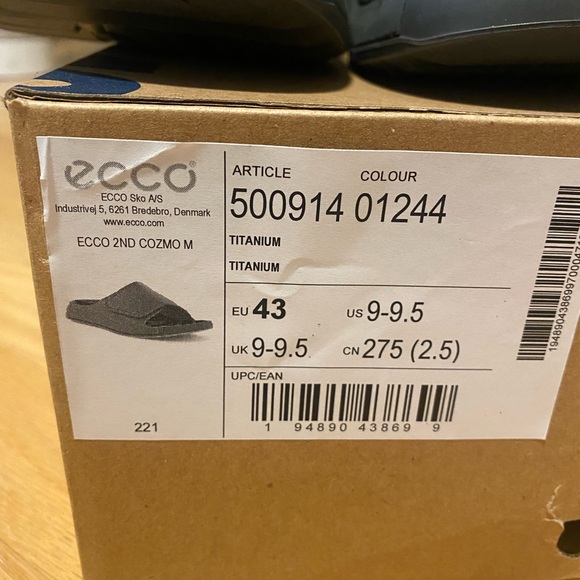 ecco®
ECCO Sko A/S
Industrivej 5, 6261 Bredebro, Denmark
www.ecco.com
ECCO 2ND COZMO M
221
ARTICLE COLOUR
500914 01244
TITANIUM
TITANIUM
EU 43 US 9-9.5
UK 9-9.5 CN 275 (2.5)
UPC/EAN
1 94890 43869 9